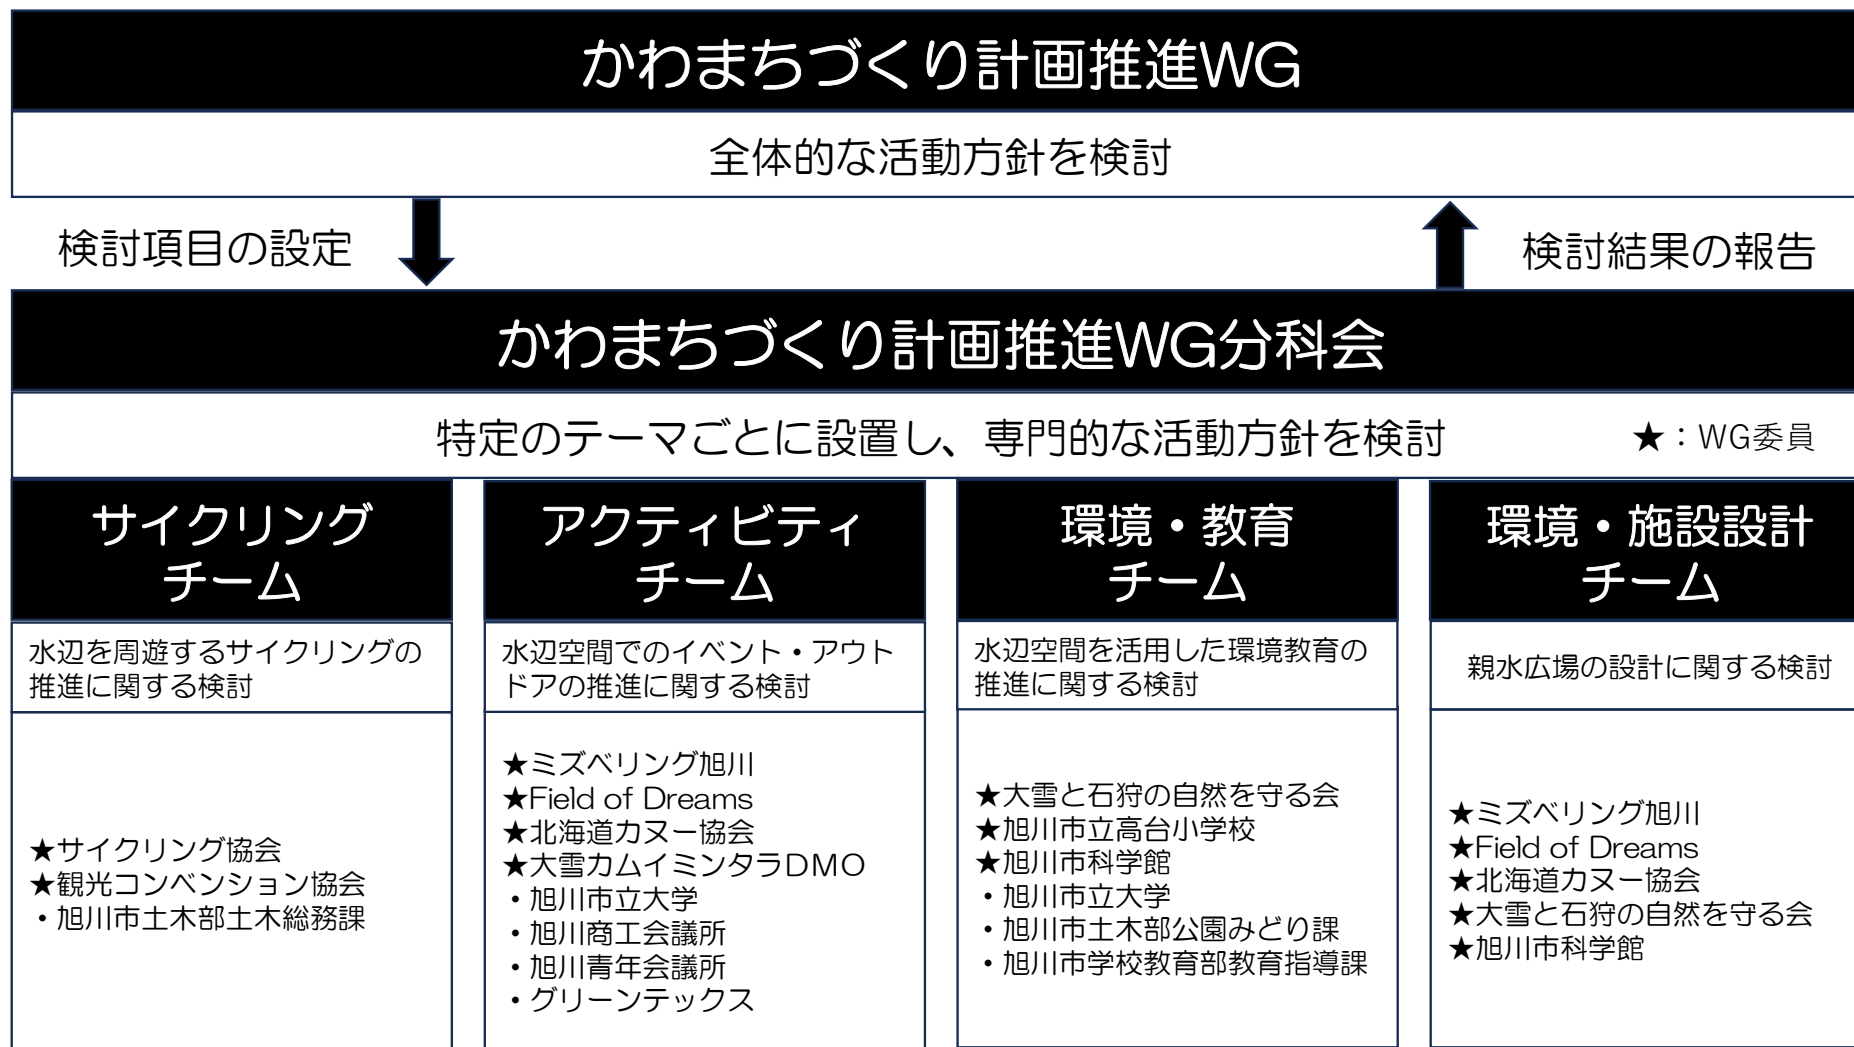 かわまちづくり計画推進WG
全体的な活動方針を検討
検討項目の設定
検討結果の報告
かわまちづくり計画推進WG分科会
特定のテーマごとに設置し、専門的な活動方針を検討
★：WG委員
サイクリング
チーム
水辺を周遊するサイクリングの
推進に関する検討
★サイクリング協会
★観光コンベンション協会
・旭川市土木部土木総務課
アクティビティ
チーム
水辺空間でのイベント・アウト
ドアの推進に関する検討
★ミズベリング旭川
★Field of Dreams
★北海道カヌー協会
★大雪カムイミンタラDMO
・旭川市立大学
・旭川商工会議所
・旭川青年会議所
・グリーンテックス
環境・教育
チーム
水辺空間を活用した環境教育の
推進に関する検討
★大雪と石狩の自然を守る会
★旭川市立高台小学校
★旭川市科学館
・旭川市立大学
・旭川市土木部公園みどり課
・旭川市学校教育部教育指導課
環境・施設設計
チーム
親水広場の設計に関する検討
★ミズベリング旭川
★Field of Dreams
★北海道カヌー協会
★大雪と石狩の自然を守る会
★旭川市科学館